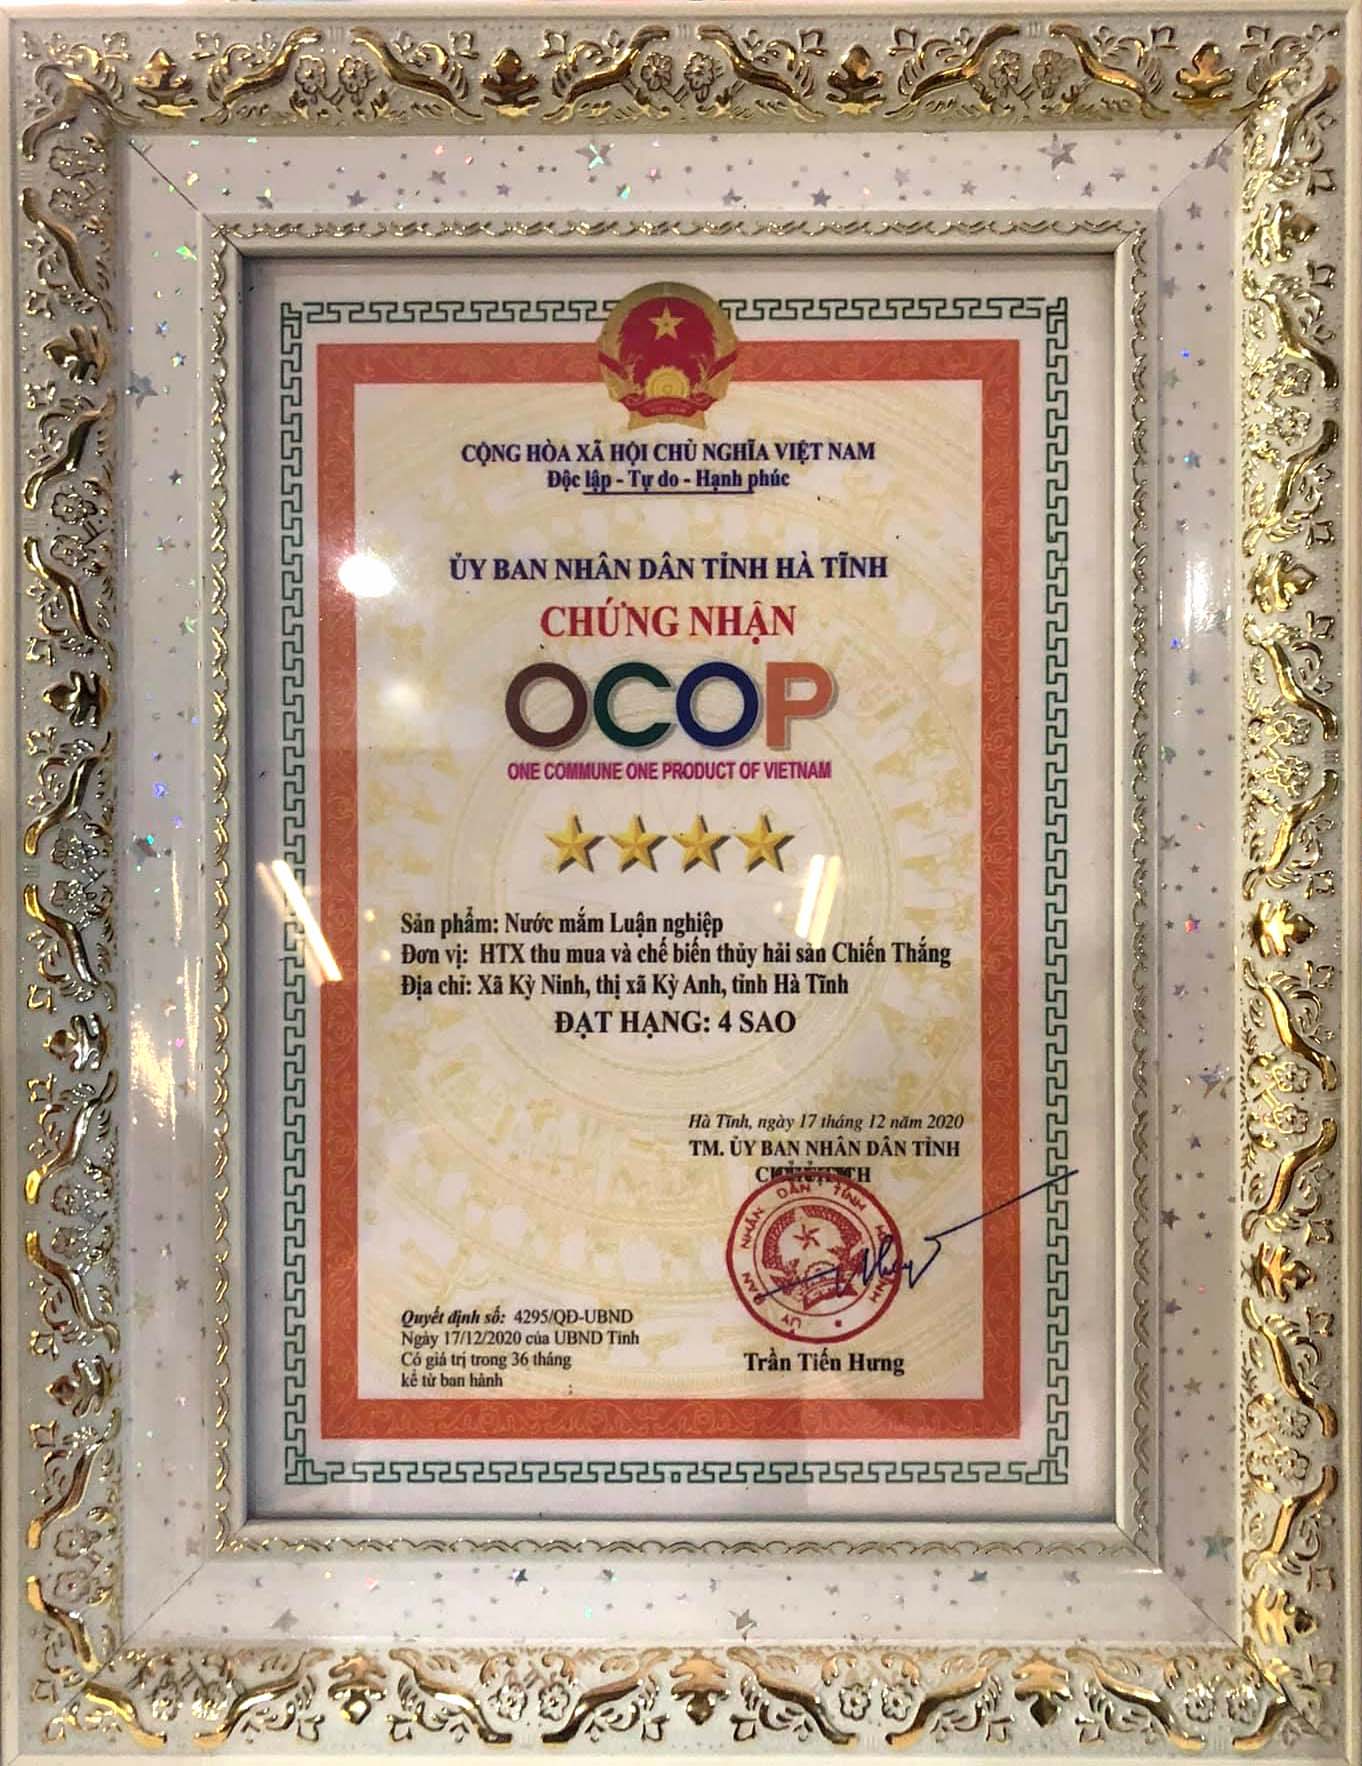 CỘNG HÒA XÃ HỘI CHỦ NGHĨA VIỆT NAM
Độc lập - Tự do - Hạnh phúc
ỦY BAN NHÂN DÂN TỈNH HÀ TĨNH
CHỨNG NHẬN
OCOP
ONE COMMUNE ONE PRODUCT OF VIETNAM
Sản phẩm: Nước mắm Luận nghiệp
Đơn vị: HTX thu mua và chế biến thủy hải sản Chiến Thắng
Địa chỉ: Xã Kỳ Ninh, thị xã Kỳ Anh, tỉnh Hà Tĩnh
ĐẠT HẠNG: 4 SAO
Hà Tĩnh, ngày 17 tháng 12 năm 2020
TM. ỦY BAN NHÂN DÂN TỈNH
ỦY BAN NHÂN DÂN TỈNH
Trần Tiến Hưng
Quyết định số: 4295/QĐ-UBND
Ngày 17/12/2020 của UBND Tỉnh
Có giá trị trong 36 tháng
kể từ ban hành